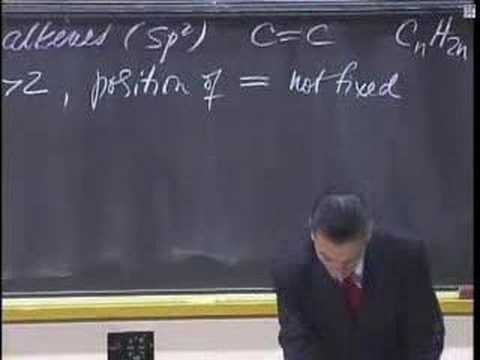 alkenes (sp²) C=C CnH2n
>2, position of = not fixed